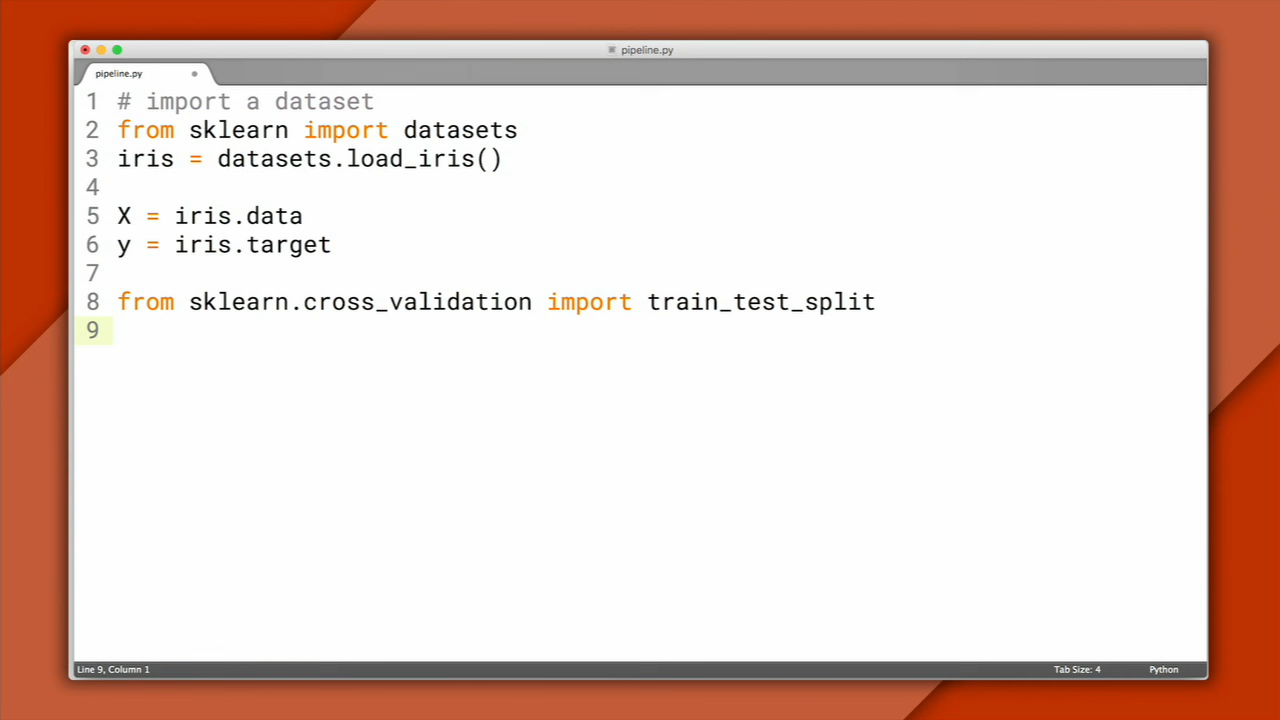 pipeline.py
pipeline.py
1 # import a dataset
2 from sklearn import datasets
3 iris = datasets.load_iris()
4
5 X = iris.data
6 y = iris.target
7
8 from sklearn.cross_validation import train_test_split
9
Line 9, Column 1 Tab Size: 4 Python